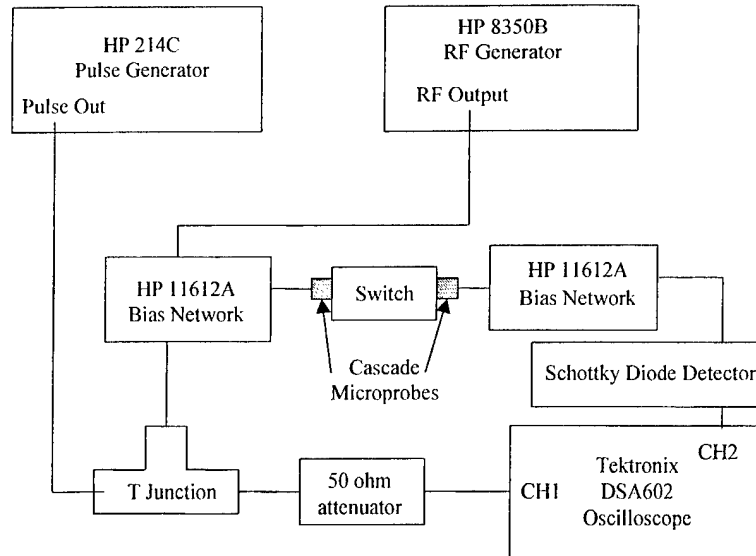 HP 214C
Pulse Generator
Pulse Out
HP 8350B
RF Generator
RF Output
HP 11612A
Bias Network
Switch
HP 11612A
Bias Network
Cascade
Microprobes
Schottky Diode Detector
T Junction
50 ohm
attenuator
CH1
CH2
Tektronix
DSA602
Oscilloscope